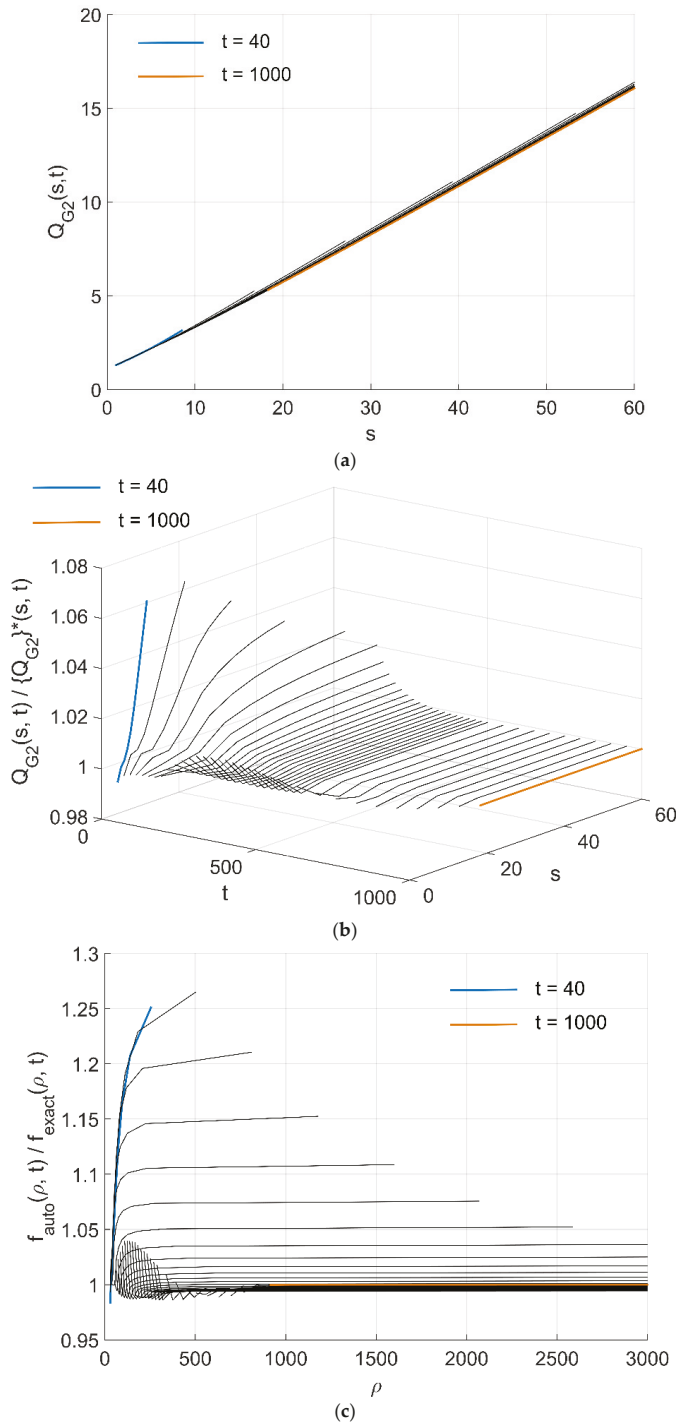 20
15
10
5
0
Q_G2(s,t)
t = 40
t = 1000
0 10 20 30 40 50 60
s
(a)
t = 40
t = 1000
1.08
1.06
1.04
1.02
1
0.98
Q_G2(s, t) / {Q_G2}*(s, t)
0 500 1000
t
0 20 40 60
s
(b)
1.3
1.25
1.2
1.15
1.1
1.05
1
0.95
f_auto(ρ, t) / f_exact(ρ, t)
t = 40
t = 1000
0 500 1000 1500 2000 2500 3000
ρ
(c)